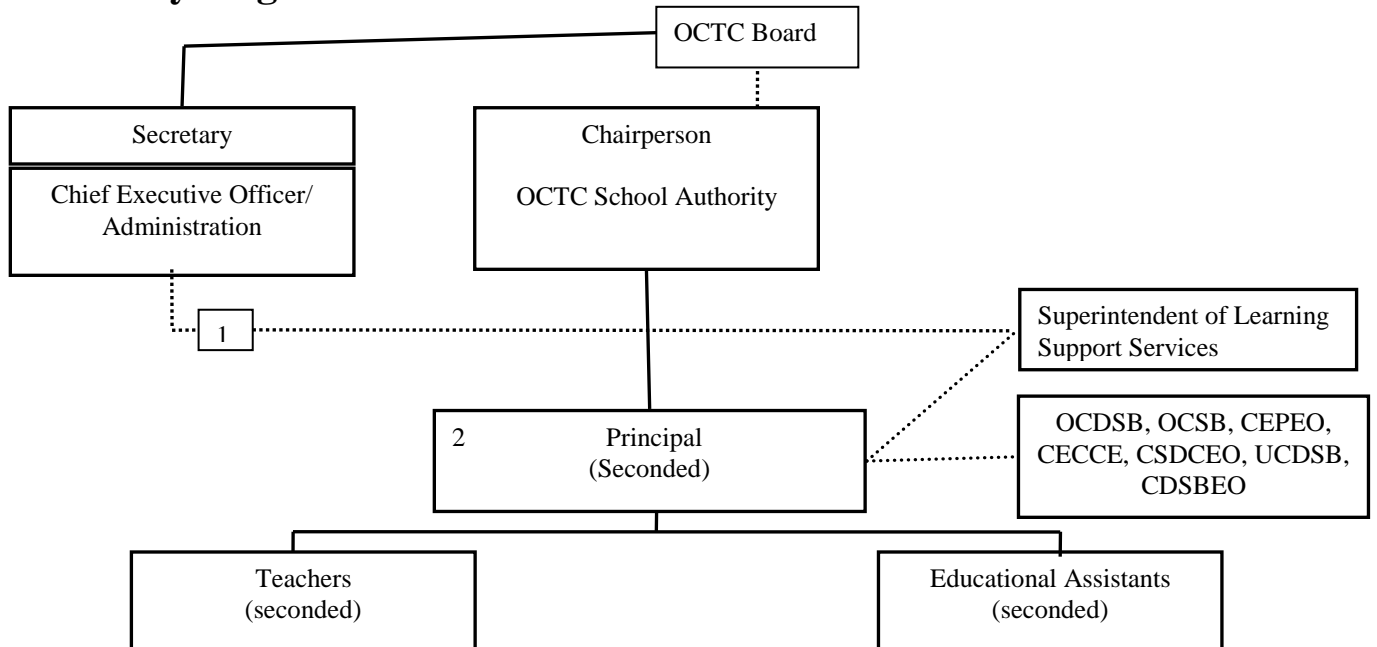 OCTC Board
Secretary
Chief Executive Officer/
Administration
Chairperson
OCTC School Authority
1
Superintendent of Learning
Support Services
2
Principal
(Seconded)
OCDSB, OCSB, CEPEO,
CECCE, CSDCEO, UCDSB,
CDSBEO
Teachers
(seconded)
Educational Assistants
(seconded)